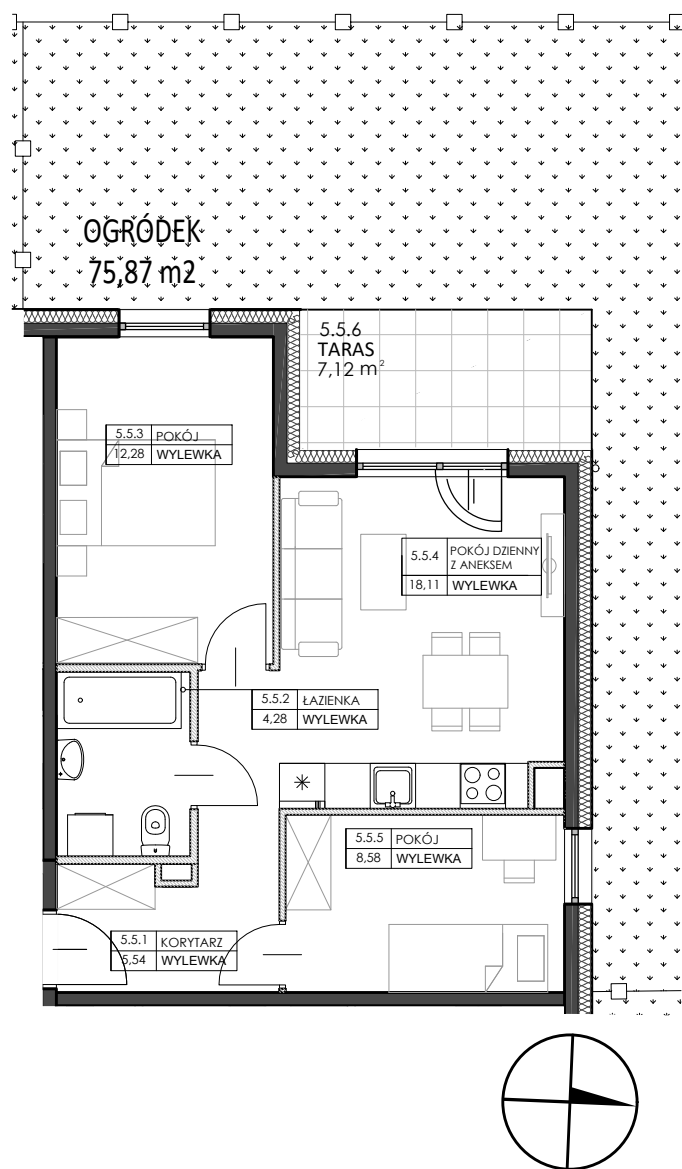 OGRÓDEK
75,87 m2
5.5.6
TARAS
7,12 m²
5.5.3 POKÓJ
12,28 WYLEWKA
5.5.4 POKÓJ DZIENNY
Z ANEKSEM
18,11 WYLEWKA
5.5.2 ŁAZIENKA
4,28 WYLEWKA
5.5.5 POKÓJ
8,58 WYLEWKA
5.5.1 KORYTARZ
5,54 WYLEWKA